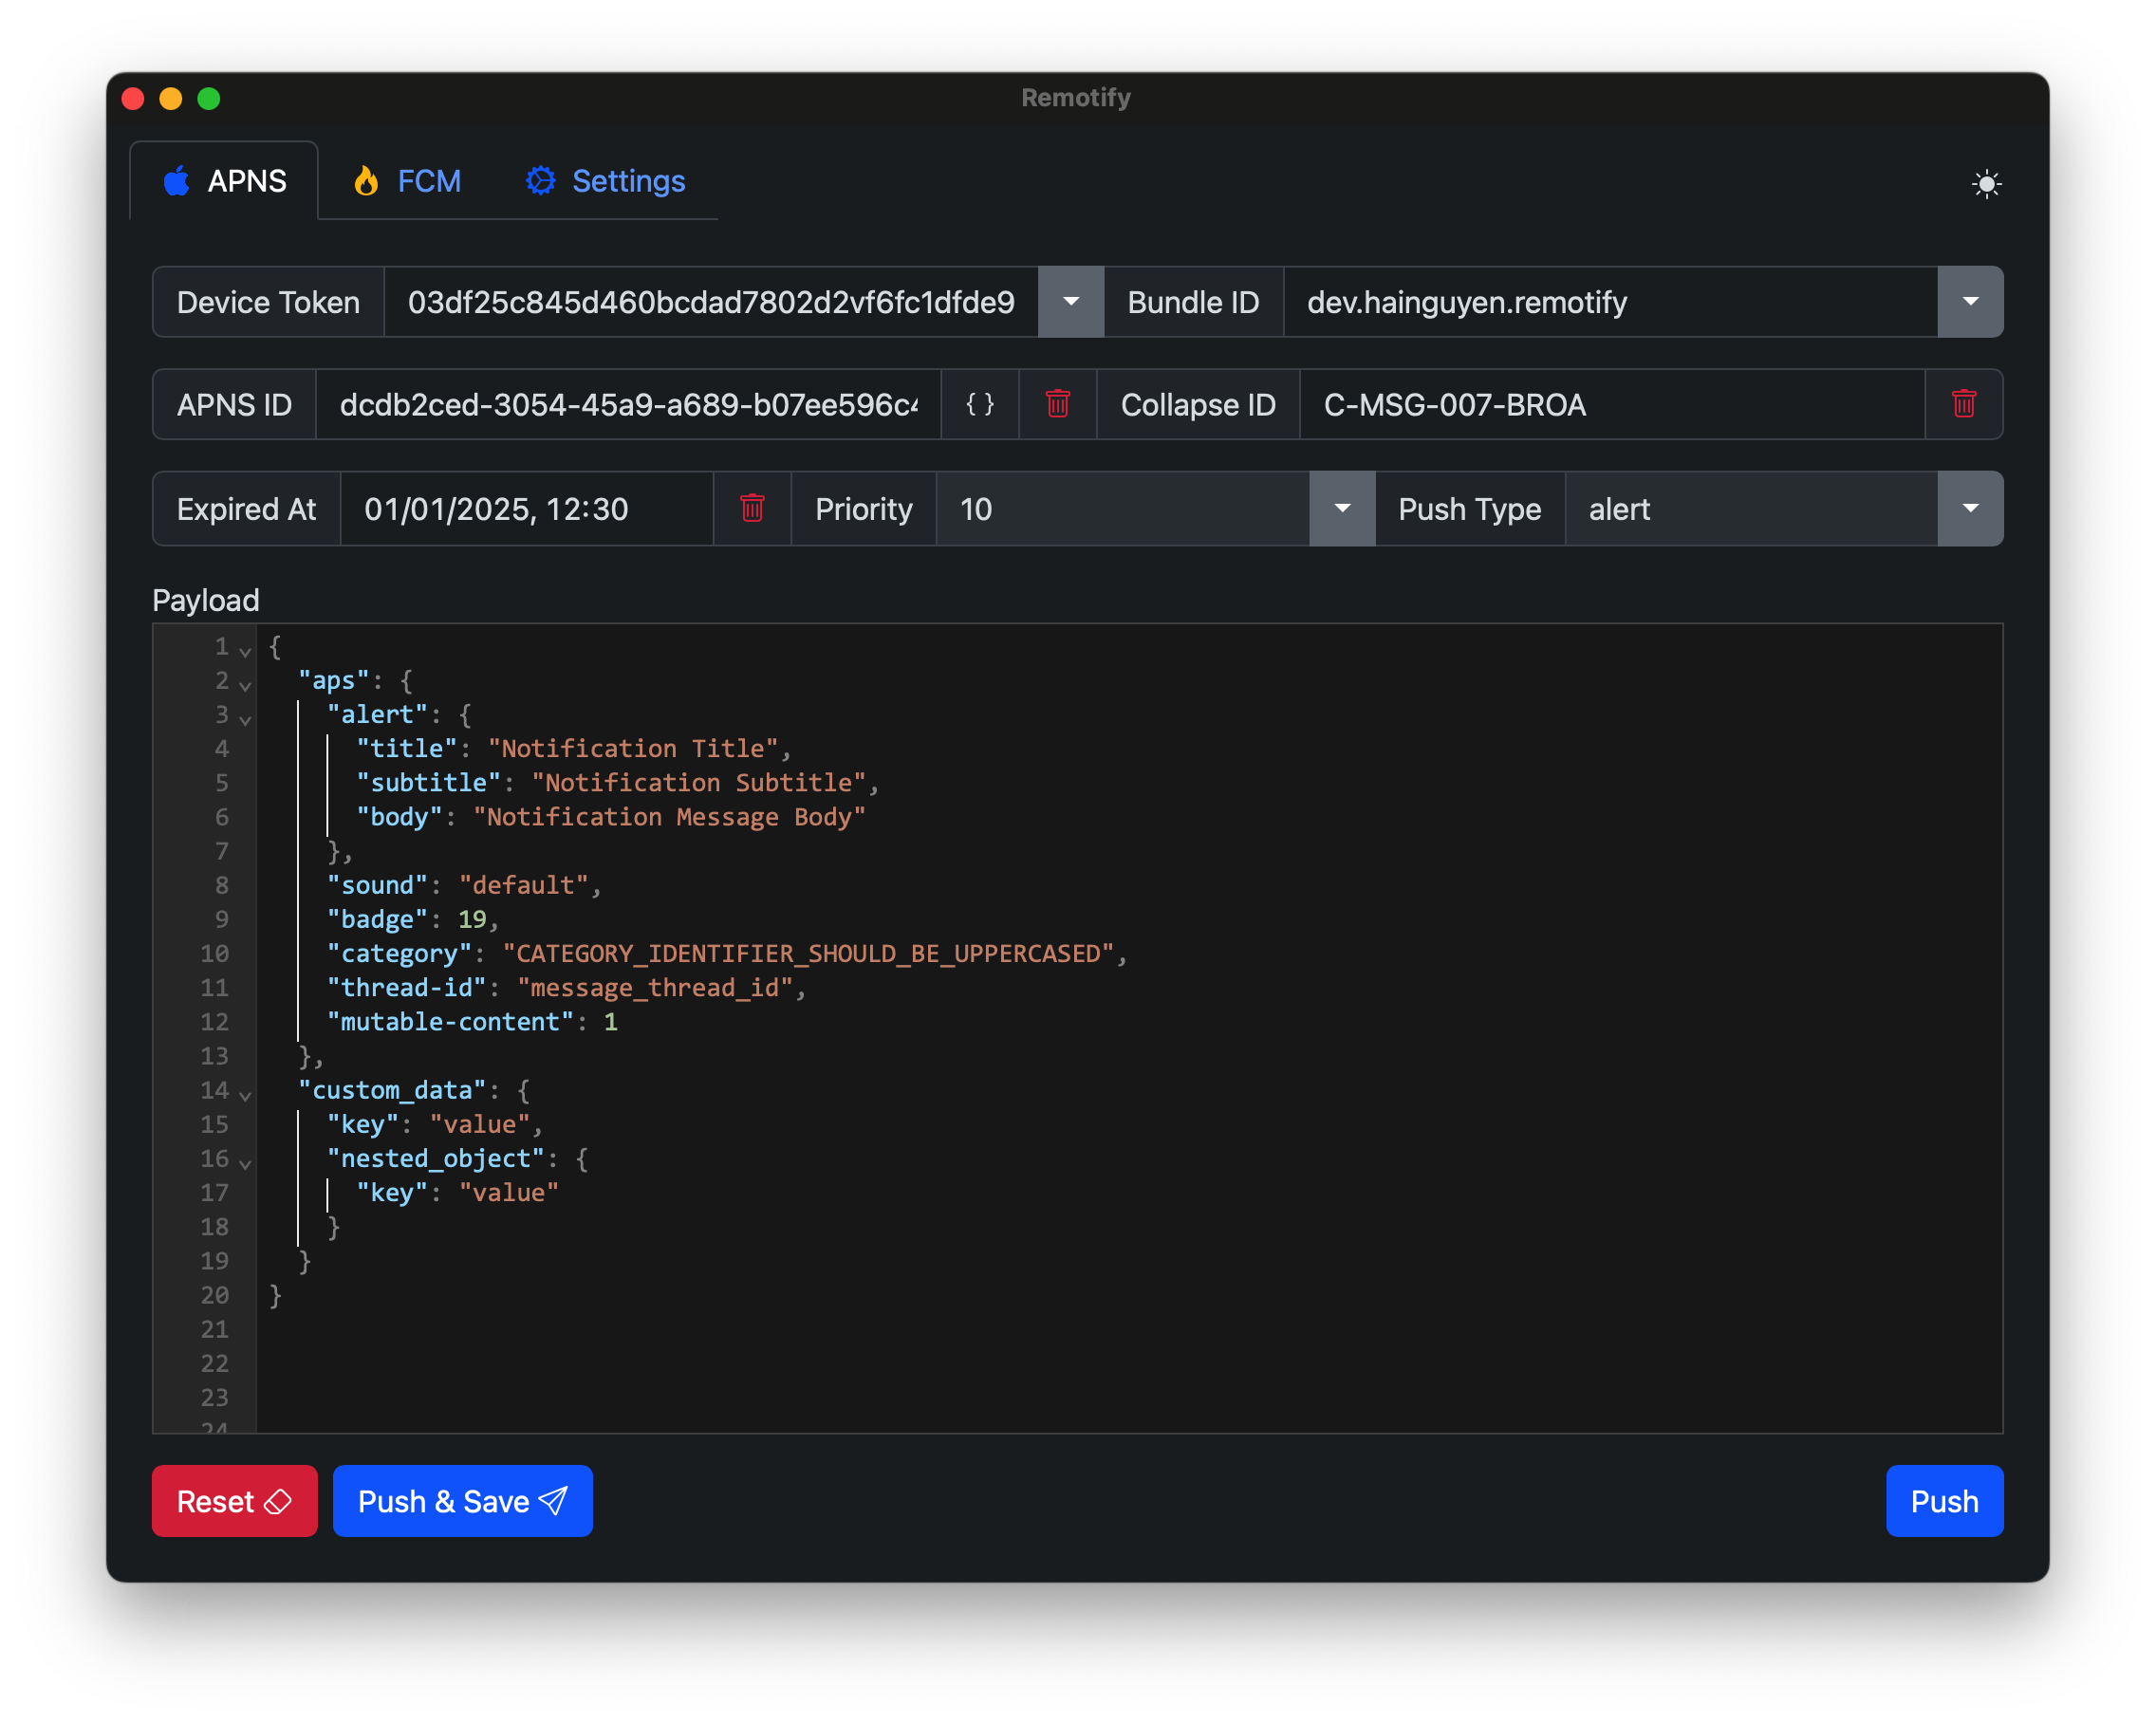 Remotify
APNS FCM Settings
Device Token 03df25c845d460bcdad7802d2vf6fc1dfde9 Bundle ID dev.hainguyen.remotify
APNS ID dcdb2ced-3054-45a9-a689-b07ee596c4 { } Collapse ID C-MSG-007-BROA
Expired At 01/01/2025, 12:30 Priority 10 Push Type alert
Payload
1 {
2 "aps": {
3 "alert": {
4 "title": "Notification Title",
5 "subtitle": "Notification Subtitle",
6 "body": "Notification Message Body"
7 },
8 "sound": "default",
9 "badge": 19,
10 "category": "CATEGORY_IDENTIFIER_SHOULD_BE_UPPERCASED",
11 "thread-id": "message_thread_id",
12 "mutable-content": 1
13 },
14 "custom_data": {
15 "key": "value",
16 "nested_object": {
17 "key": "value"
18 }
19 }
20 }
21
22
23
24
Reset Push & Save Push